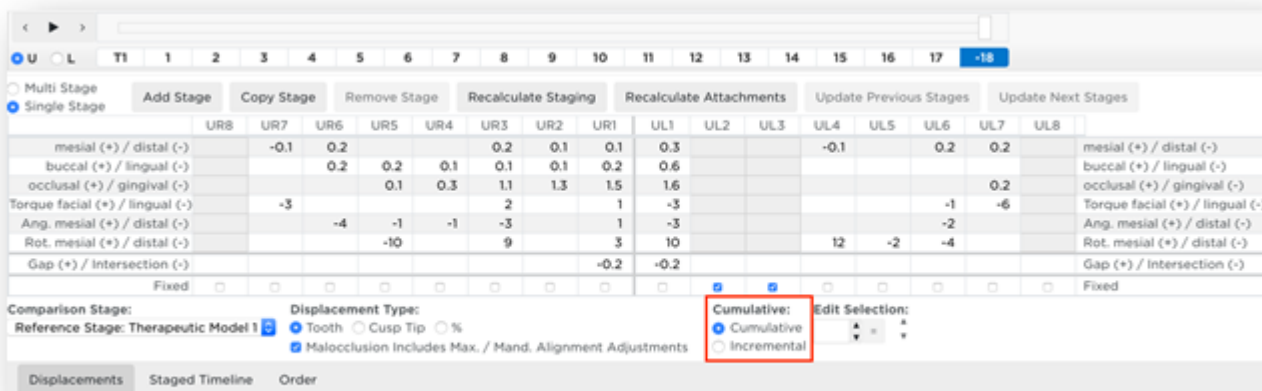 U L T1 1 2 3 4 5 6 7 8 9 10 11 12 13 14 15 16 17 -18
Multi Stage
Single Stage
Add Stage Copy Stage Remove Stage Recalculate Staging Recalculate Attachments Update Previous Stages Update Next Stages
UR8 UR7 UR6 UR5 UR4 UR3 UR2 UR1 UL1 UL2 UL3 UL4 UL5 UL6 UL7 UL8
mesial (+) / distal (-) -0.1 0.2 0.2 0.1 0.1 0.3 -0.1 0.2 0.2 mesial (+) / distal (-)
buccal (+) / lingual (-) 0.2 0.2 0.1 0.1 0.1 0.2 0.6 buccal (+) / lingual (-)
occlusal (+) / gingival (-) 0.1 0.3 1.1 1.3 1.5 1.6 0.2 occlusal (+) / gingival (-)
Torque facial (+) / lingual (-) -3 2 1 -3 -1 -6 Torque facial (+) / lingual (-
Ang. mesial (+) / distal (-) -4 -1 -1 -3 1 -3 -2 Ang. mesial (+) / distal (-)
Rot. mesial (+) / distal (-) -10 9 3 10 12 -2 -4 Rot. mesial (+) / distal (-)
Gap (+) / Intersection (-) -0.2 -0.2 Gap (+) / Intersection (-)
Fixed Fixed
Comparison Stage: Displacement Type: Cumulative: Edit Selection:
Reference Stage: Therapeutic Model 1 Tooth Cusp Tip % Cumulative =
Malocclusion Includes Max. / Mand. Alignment Adjustments Incremental
Displacements Staged Timeline Order